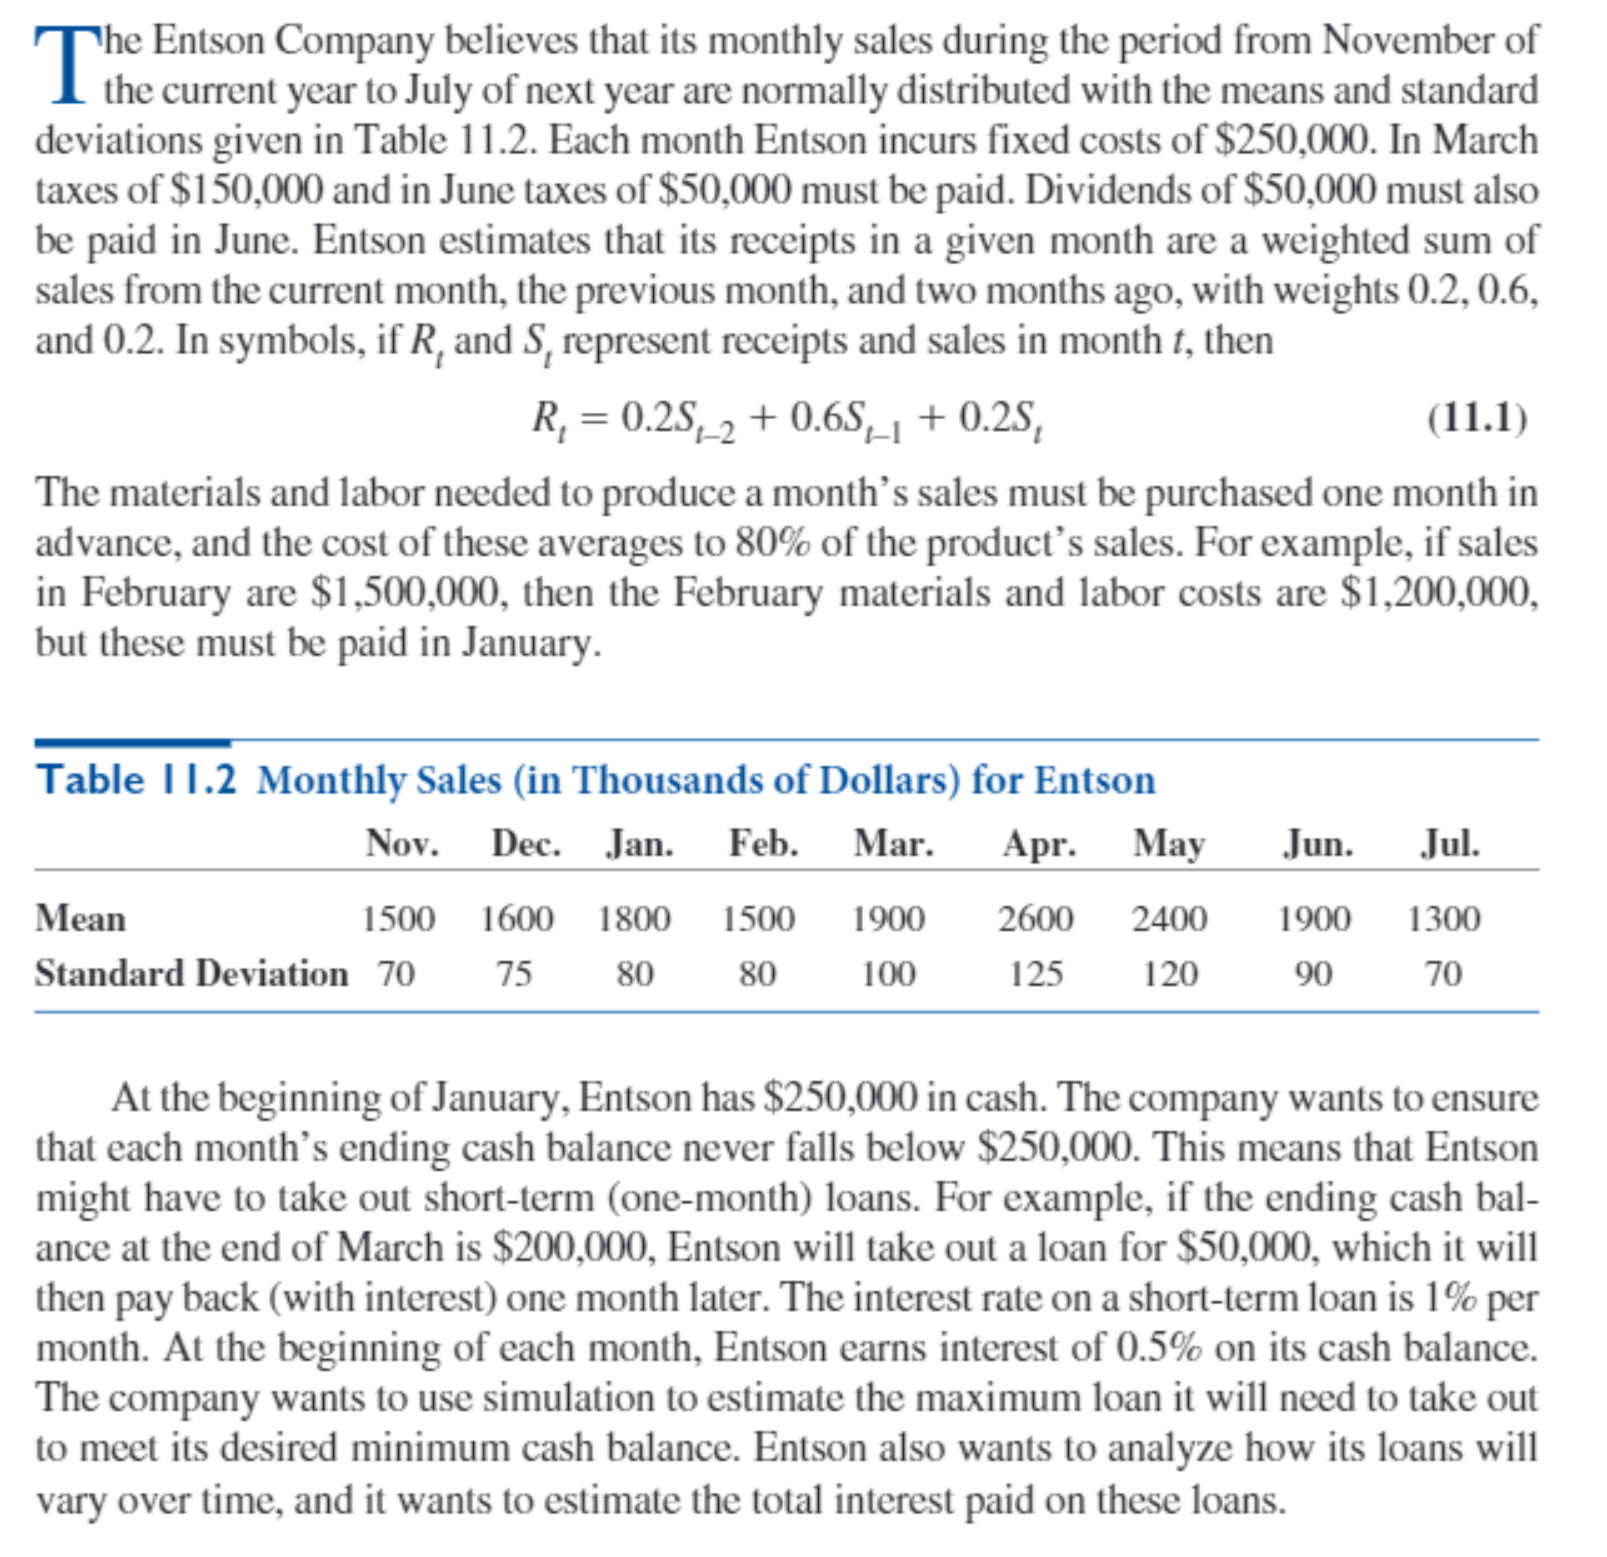 The Entson Company believes that its monthly sales during the period from November of
the current year to July of next year are normally distributed with the means and standard
deviations given in Table 11.2. Each month Entson incurs fixed costs of $250,000. In March
taxes of $150,000 and in June taxes of $50,000 must be paid. Dividends of $50,000 must also
be paid in June. Entson estimates that its receipts in a given month are a weighted sum of
sales from the current month, the previous month, and two months ago, with weights 0.2, 0.6,
and 0.2. In symbols, if Rₜ and Sₜ represent receipts and sales in month t, then
Rₜ = 0.2Sₜ₋₂ + 0.6Sₜ₋₁ + 0.2Sₜ (11.1)
The materials and labor needed to produce a month's sales must be purchased one month in
advance, and the cost of these averages to 80% of the product's sales. For example, if sales
in February are $1,500,000, then the February materials and labor costs are $1,200,000,
but these must be paid in January.
Table 11.2 Monthly Sales (in Thousands of Dollars) for Entson
Nov. Dec. Jan. Feb. Mar. Apr. May Jun. Jul.
Mean 1500 1600 1800 1500 1900 2600 2400 1900 1300
Standard Deviation 70 75 80 80 100 125 120 90 70
At the beginning of January, Entson has $250,000 in cash. The company wants to ensure
that each month's ending cash balance never falls below $250,000. This means that Entson
might have to take out short-term (one-month) loans. For example, if the ending cash bal-
ance at the end of March is $200,000, Entson will take out a loan for $50,000, which it will
then pay back (with interest) one month later. The interest rate on a short-term loan is 1% per
month. At the beginning of each month, Entson earns interest of 0.5% on its cash balance.
The company wants to use simulation to estimate the maximum loan it will need to take out
to meet its desired minimum cash balance. Entson also wants to analyze how its loans will
vary over time, and it wants to estimate the total interest paid on these loans.